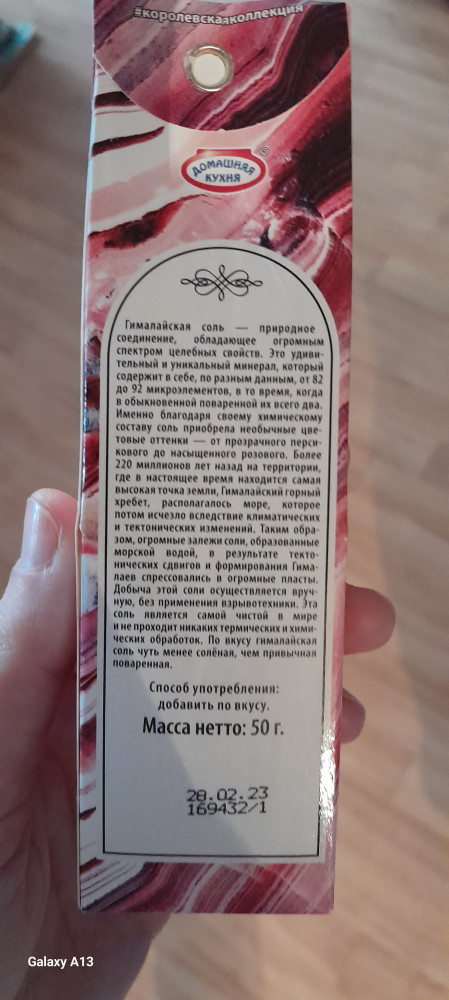 #королевскаяколлекция
ДОМАШНЯЯ
КУХНЯ
®
Гималайская соль — природное
соединение, обладающее огромным
спектром целебных свойств. Это удиви-
тельный и уникальный минерал, который
содержит в себе, по разным данным, от 82
до 92 микроэлементов, в то время, когда
в обыкновенной поваренной их всего два.
Именно благодаря своему химическому
составу соль приобрела необычные цве-
товые оттенки — от прозрачного перси-
кового до насыщенного розового. Более
220 миллионов лет назад на территории,
где в настоящее время находится самая
высокая точка земли, Гималайский горный
хребет, располагалось море, которое
потом исчезло вследствие климатических
и тектонических изменений. Таким обра-
зом, огромные залежи соли, образованные
морской водой, в результате текто-
нических сдвигов и формирования Гима-
лаев спрессовались в огромные пласты.
Добыча этой соли осуществляется вруч-
ную, без применения взрывотехники. Эта
соль является самой чистой в мире
и не проходит никаких термических и хими-
ческих обработок. По вкусу гималайская
соль чуть менее солёная, чем привычная
поваренная.
Способ употребления:
добавить по вкусу.
Масса нетто: 50 г.
28.02.23
169432/1
Galaxy A13